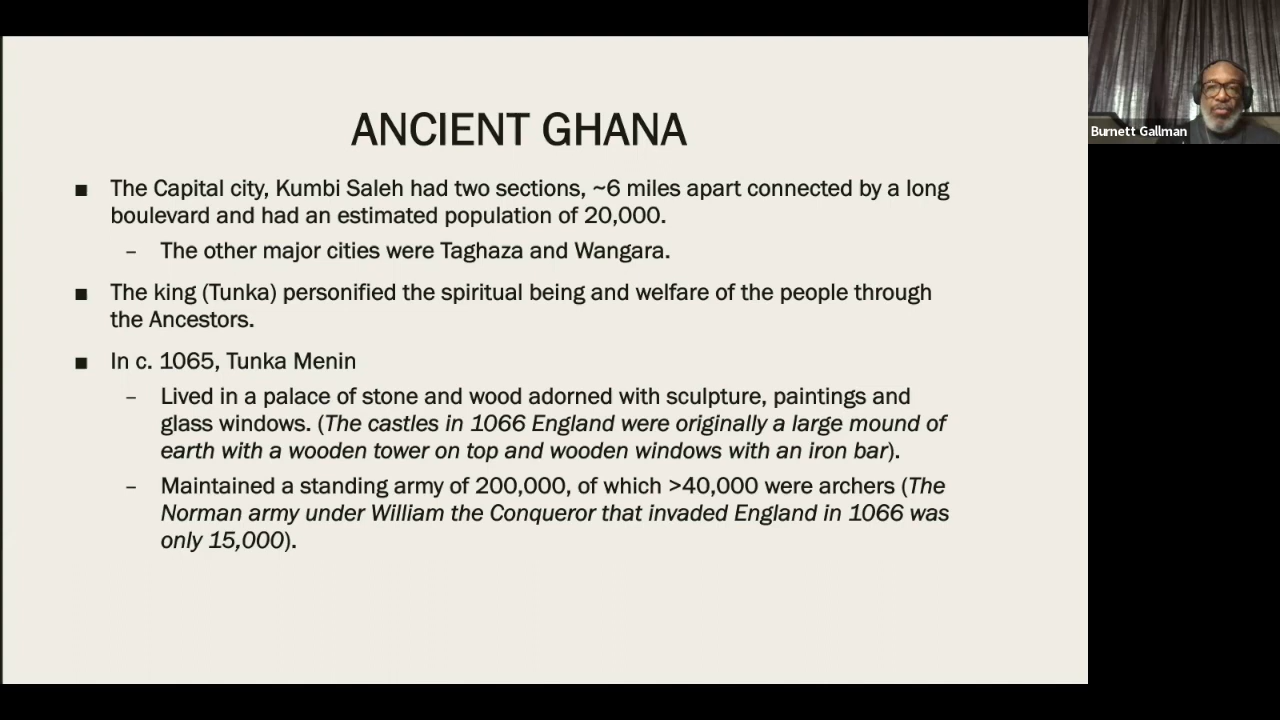 ANCIENT GHANA
■ The Capital city, Kumbi Saleh had two sections, ~6 miles apart connected by a long
boulevard and had an estimated population of 20,000.
– The other major cities were Taghaza and Wangara.
■ The king (Tunka) personified the spiritual being and welfare of the people through
the Ancestors.
■ In c. 1065, Tunka Menin
– Lived in a palace of stone and wood adorned with sculpture, paintings and
glass windows. (The castles in 1066 England were originally a large mound of
earth with a wooden tower on top and wooden windows with an iron bar).
– Maintained a standing army of 200,000, of which >40,000 were archers (The
Norman army under William the Conqueror that invaded England in 1066 was
only 15,000).
Burnett Gallman